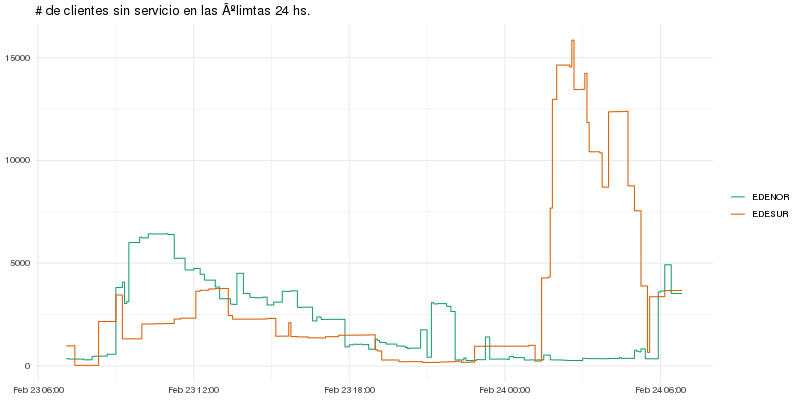 # de clientes sin servicio en las Ãºlimtas 24 hs.
15000
10000
5000
0
EDENOR
EDESUR
Feb 23 06:00
Feb 23 12:00
Feb 23 18:00
Feb 24 00:00
Feb 24 06:00